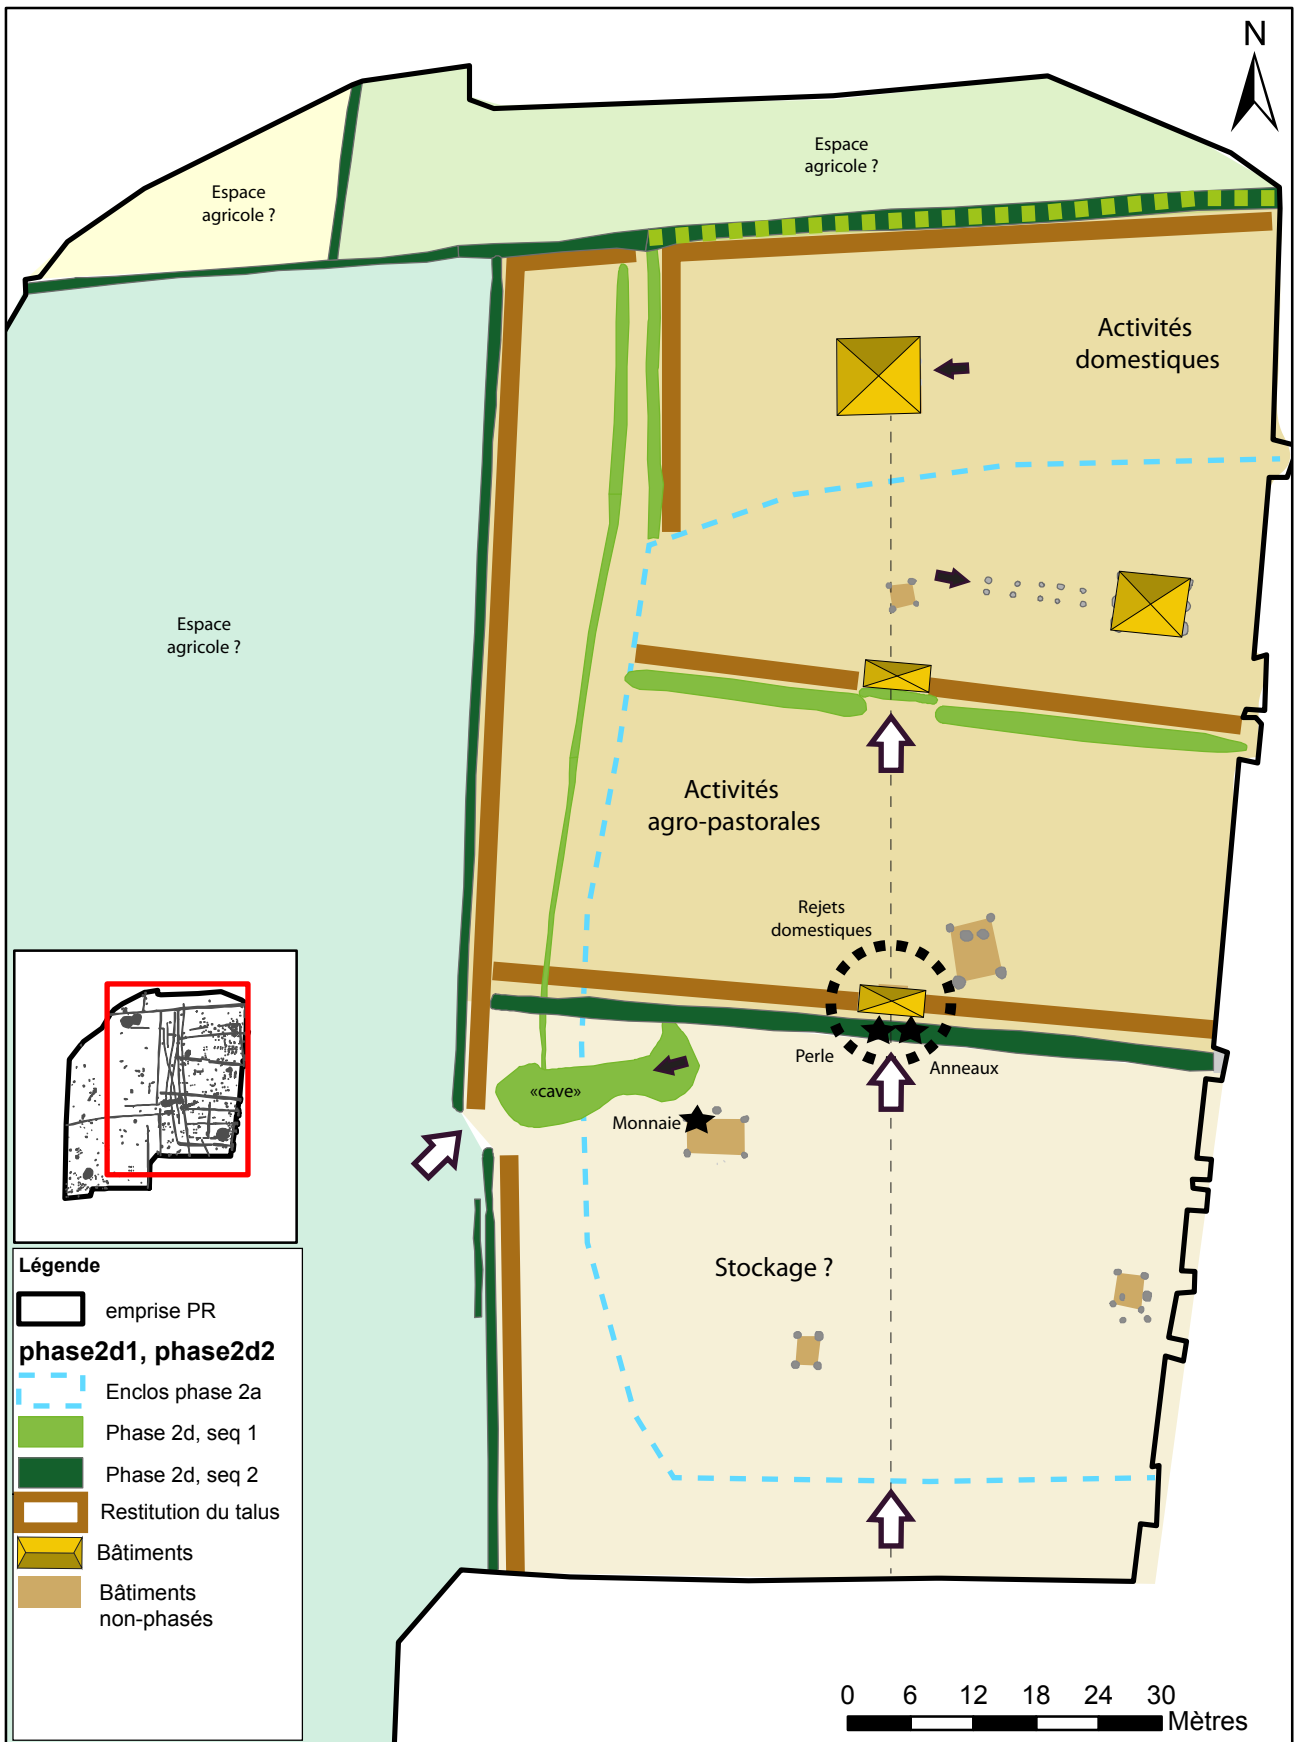 N
Espace
agricole ?
Espace
agricole ?
Activités
domestiques
Espace
agricole ?
Activités
agro-pastorales
Rejets
domestiques
Perle
Anneaux
«cave»
Monnaie
Stockage ?
Légende
emprise PR
phase2d1, phase2d2
Enclos phase 2a
Phase 2d, seq 1
Phase 2d, seq 2
Restitution du talus
Bâtiments
Bâtiments
non-phasés
0 6 12 18 24 30
Mètres